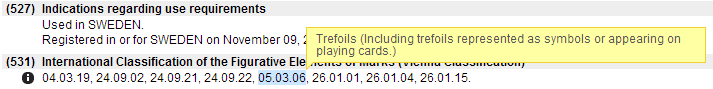 (527) Indications regarding use requirements
Used in SWEDEN.
Registered in or for SWEDEN on November 09, 2
Trefoils (Including trefoils represented as symbols or appearing on
playing cards.)
(531) International Classification of the Figurative Elements of Marks (Vienna Classification)
04.03.19, 24.09.02, 24.09.21, 24.09.22, 05.03.06, 26.01.01, 26.01.04, 26.01.15.